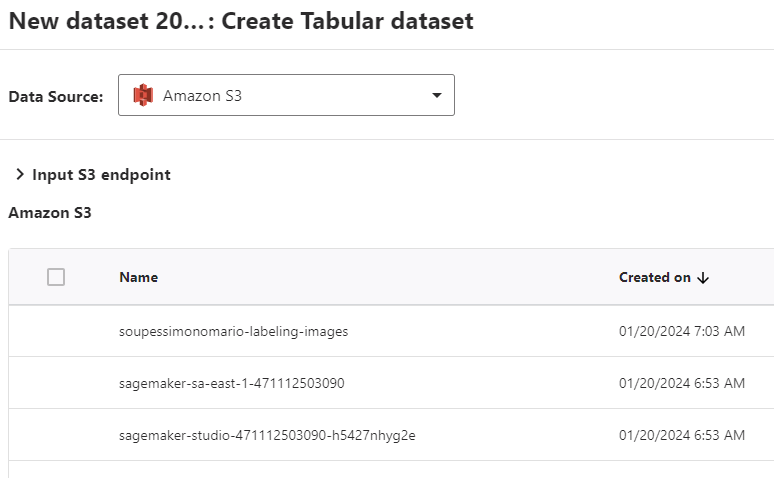 New dataset 20...: Create Tabular dataset
Data Source: Amazon S3
Input S3 endpoint
Amazon S3
Name Created on
soupessimonomario-labeling-images 01/20/2024 7:03 AM
sagemaker-sa-east-1-471112503090 01/20/2024 6:53 AM
sagemaker-studio-471112503090-h5427nhyg2e 01/20/2024 6:53 AM